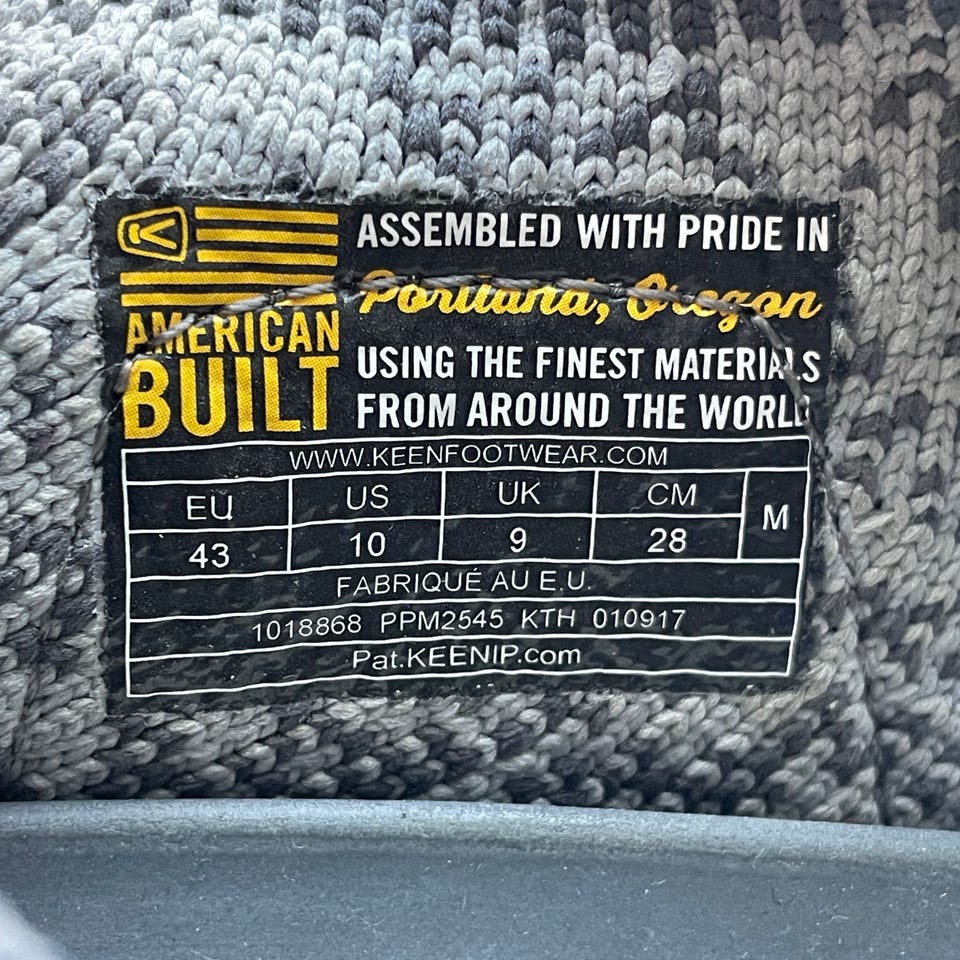 AMERICAN
BUILT
ASSEMBLED WITH PRIDE IN
Portland, Oregon
USING THE FINEST MATERIALS
FROM AROUND THE WORLD
WWW.KEENFOOTWEAR.COM
EU US UK CM M
43 10 9 28
FABRIQUÉ AU E.U.
1018868 PPM2545 KTH 010917
Pat.KEENIP.com